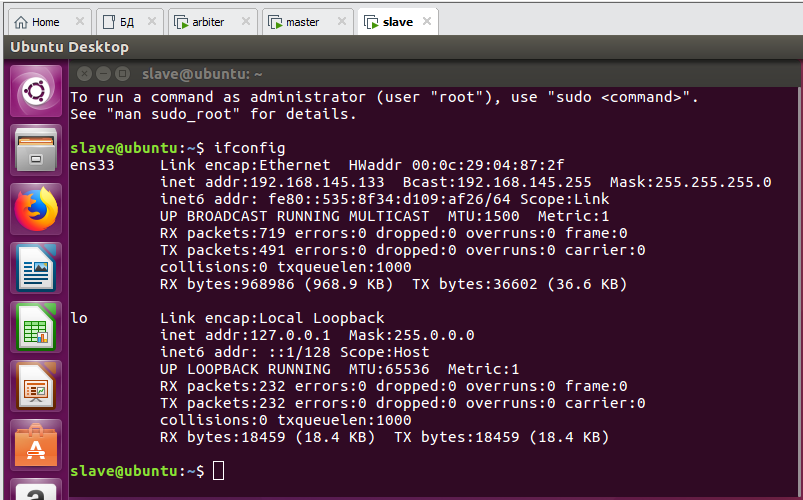 Home БД arbiter master slave
Ubuntu Desktop
slave@ubuntu: ~
To run a command as administrator (user "root"), use "sudo <command>".
See "man sudo_root" for details.
slave@ubuntu:~$ ifconfig
ens33 Link encap:Ethernet HWaddr 00:0c:29:04:87:2f
inet addr:192.168.145.133 Bcast:192.168.145.255 Mask:255.255.255.0
inet6 addr: fe80::535:8f34:d109:af26/64 Scope:Link
UP BROADCAST RUNNING MULTICAST MTU:1500 Metric:1
RX packets:719 errors:0 dropped:0 overruns:0 frame:0
TX packets:491 errors:0 dropped:0 overruns:0 carrier:0
collisions:0 txqueuelen:1000
RX bytes:968986 (968.9 KB) TX bytes:36602 (36.6 KB)
lo Link encap:Local Loopback
inet addr:127.0.0.1 Mask:255.0.0.0
inet6 addr: ::1/128 Scope:Host
UP LOOPBACK RUNNING MTU:65536 Metric:1
RX packets:232 errors:0 dropped:0 overruns:0 frame:0
TX packets:232 errors:0 dropped:0 overruns:0 carrier:0
collisions:0 txqueuelen:1000
RX bytes:18459 (18.4 KB) TX bytes:18459 (18.4 KB)
slave@ubuntu:~$